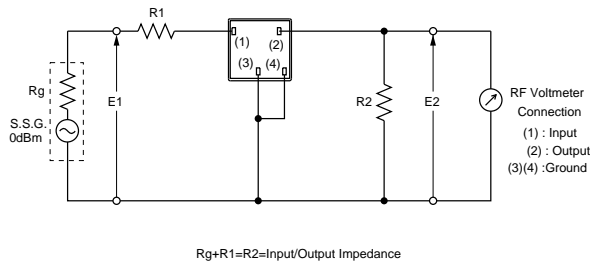 R1
(1) (2)
(3) (4)
Rg
S.S.G.
0dBm
E1
R2
E2
RF Voltmeter
Connection
(1) : Input
(2) : Output
(3)(4) :Ground
Rg+R1=R2=Input/Output Impedance